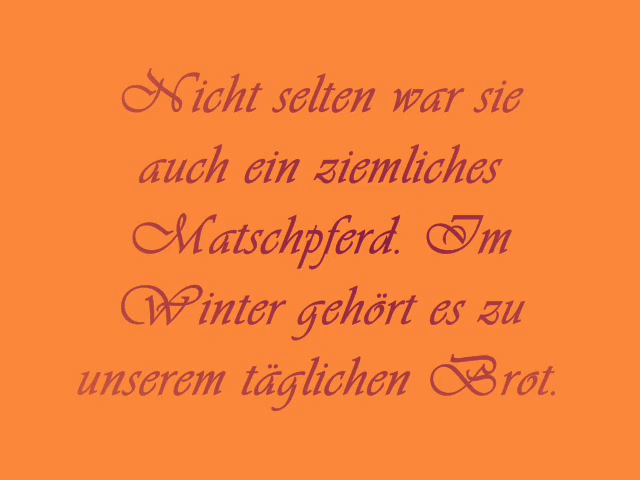 Nicht selten war sie
auch ein ziemliches
Matschpferd. Im
Winter gehört es zu
unserem täglichen Brot.